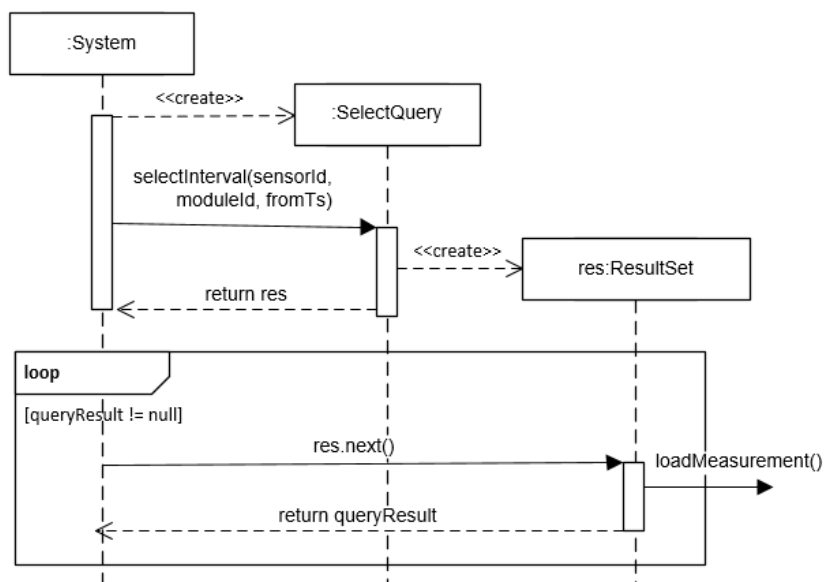 :System
<<create>>
:SelectQuery
selectInterval(sensorId,
moduleId, fromTs)
<<create>>
res:ResultSet
return res
loop
[queryResult != null]
res.next()
loadMeasurement()
return queryResult